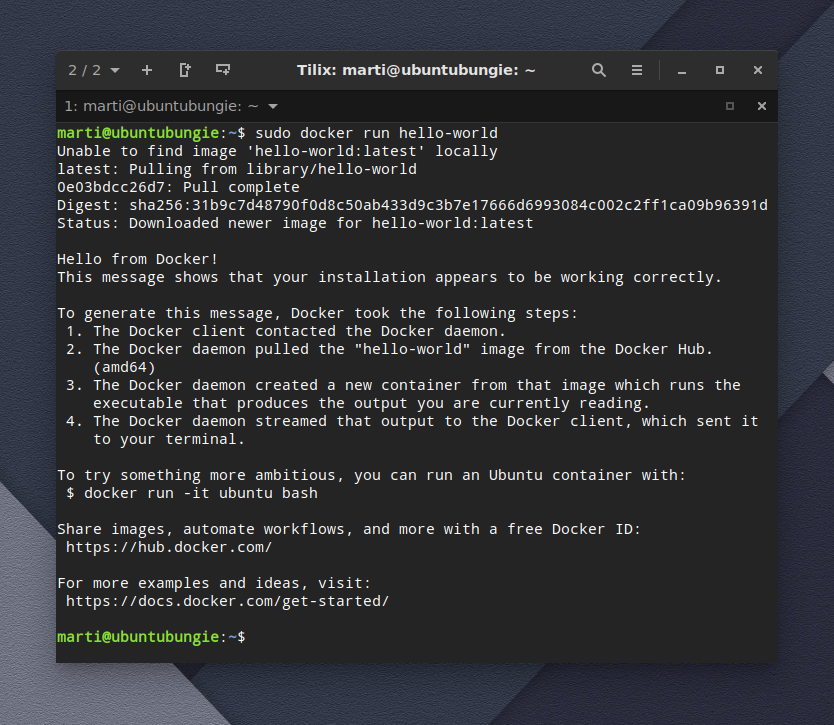 2 / 2
Tilix: marti@ubuntubungie: ~
1: marti@ubuntubungie: ~
marti@ubuntubungie:~$ sudo docker run hello-world
Unable to find image 'hello-world:latest' locally
latest: Pulling from library/hello-world
0e03bdcc26d7: Pull complete
Digest: sha256:31b9c7d48790f0d8c50ab433d9c3b7e17666d6993084c002c2ff1ca09b96391d
Status: Downloaded newer image for hello-world:latest
Hello from Docker!
This message shows that your installation appears to be working correctly.
To generate this message, Docker took the following steps:
1. The Docker client contacted the Docker daemon.
2. The Docker daemon pulled the "hello-world" image from the Docker Hub.
(amd64)
3. The Docker daemon created a new container from that image which runs the
executable that produces the output you are currently reading.
4. The Docker daemon streamed that output to the Docker client, which sent it
to your terminal.
To try something more ambitious, you can run an Ubuntu container with:
$ docker run -it ubuntu bash
Share images, automate workflows, and more with a free Docker ID:
https://hub.docker.com/
For more examples and ideas, visit:
https://docs.docker.com/get-started/
marti@ubuntubungie:~$